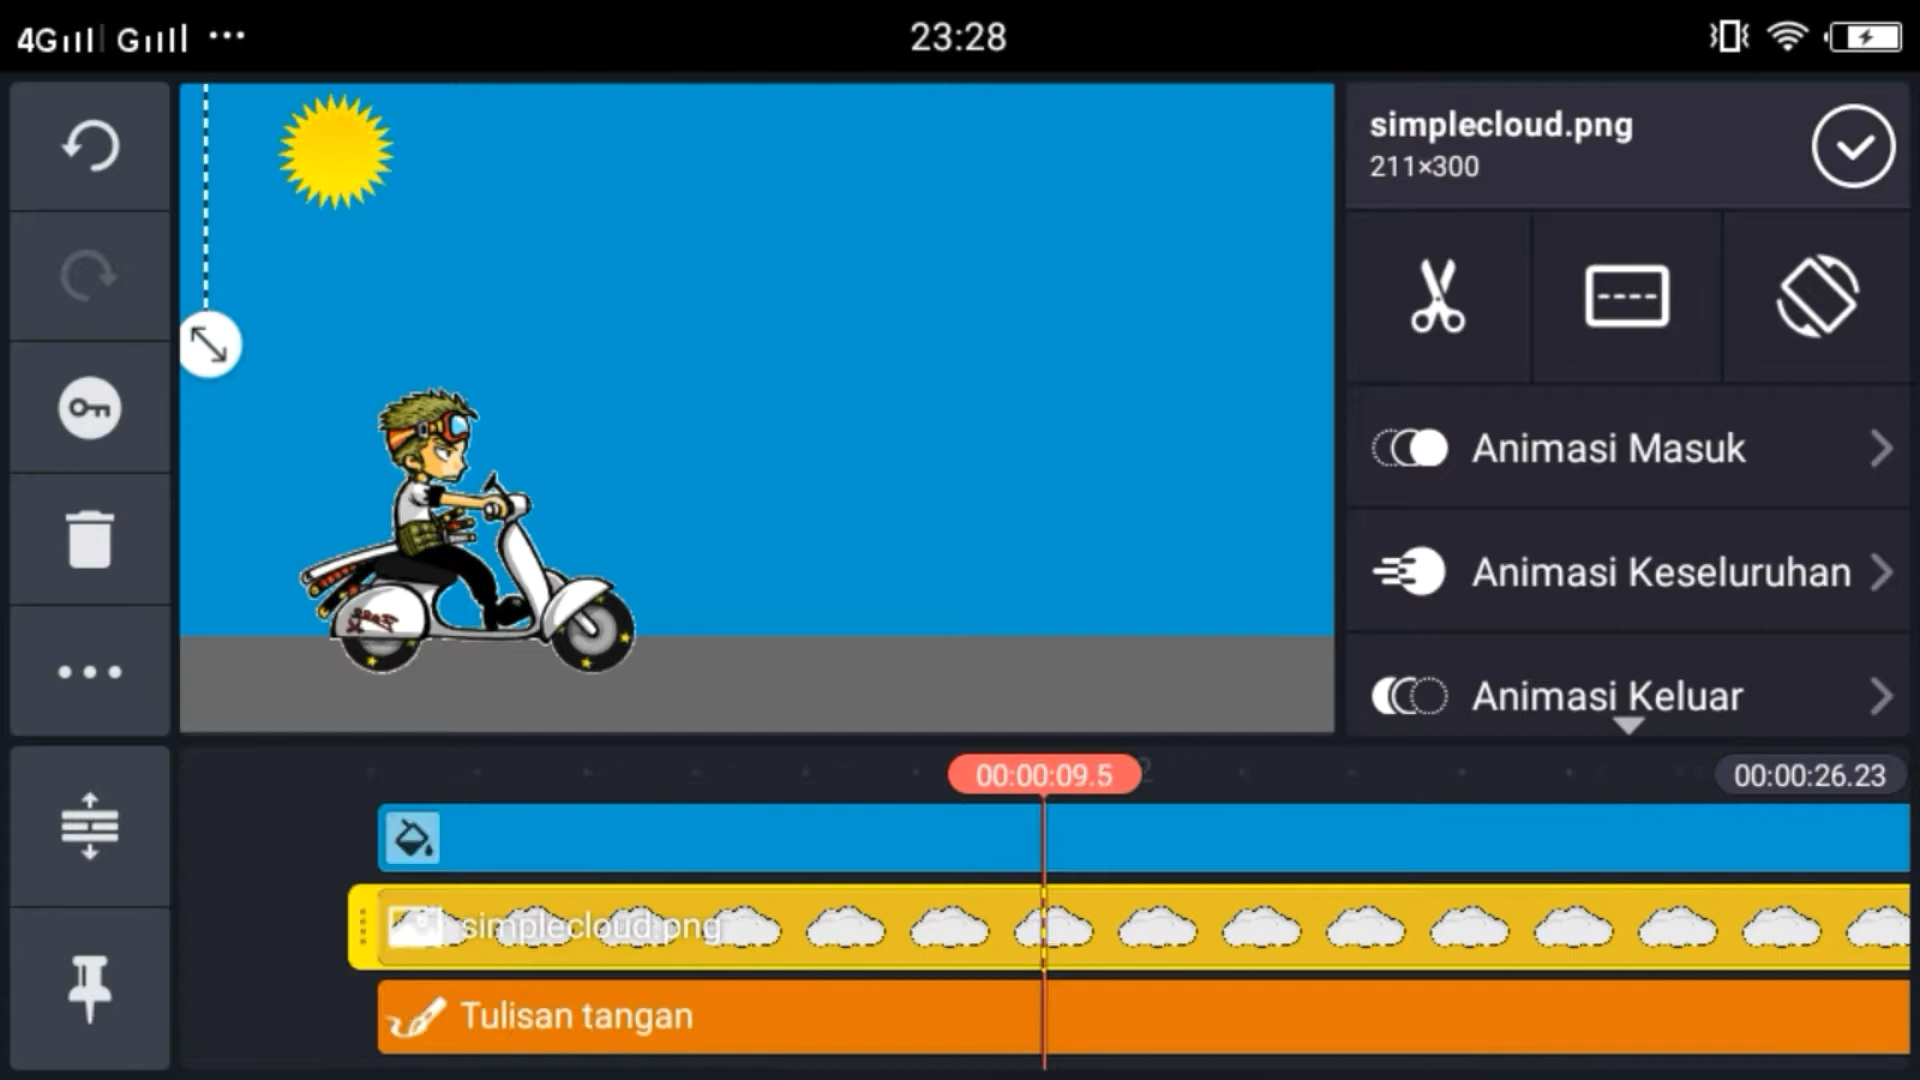 4G G ...
23:28
simplecloud.png
211×300
Animasi Masuk
Animasi Keseluruhan
Animasi Keluar
00:00:09.5
00:00:26.23
simplecloud.png
Tulisan tangan